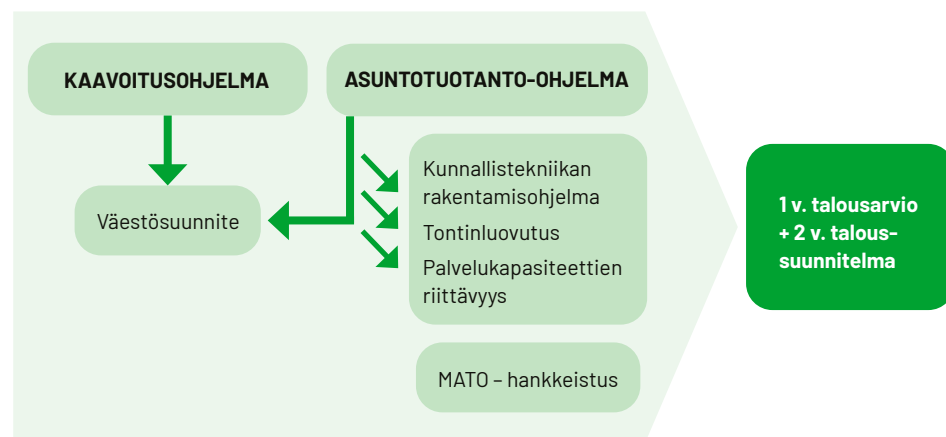 KAAVOITUSOHJELMA
ASUNTOTUOTANTO-OHJELMA
Väestösuunnite
Kunnallistekniikan
rakentamisohjelma
Tontinluovutus
Palvelukapasiteettien
riittävyys
MATO – hankkeistus
1 v. talousarvio
+ 2 v. talous-
suunnitelma